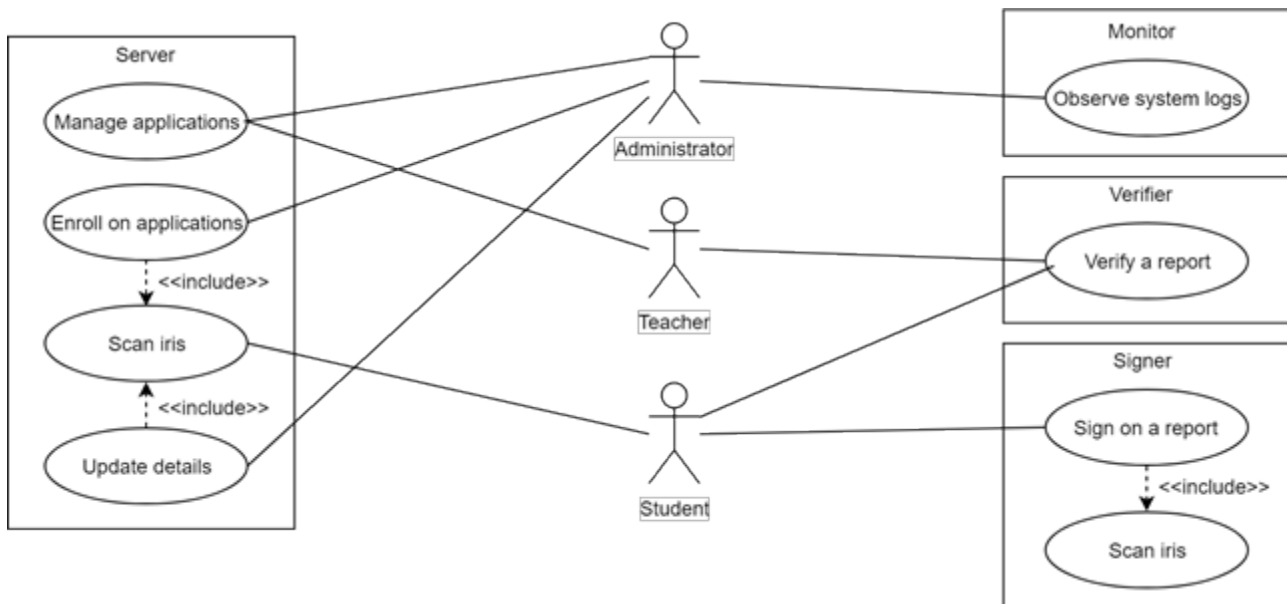 Server
Manage applications
Enroll on applications
<<include>>
Scan iris
<<include>>
Update details
Administrator
Teacher
Student
Monitor
Observe system logs
Verifier
Verify a report
Signer
Sign on a report
<<include>>
Scan iris